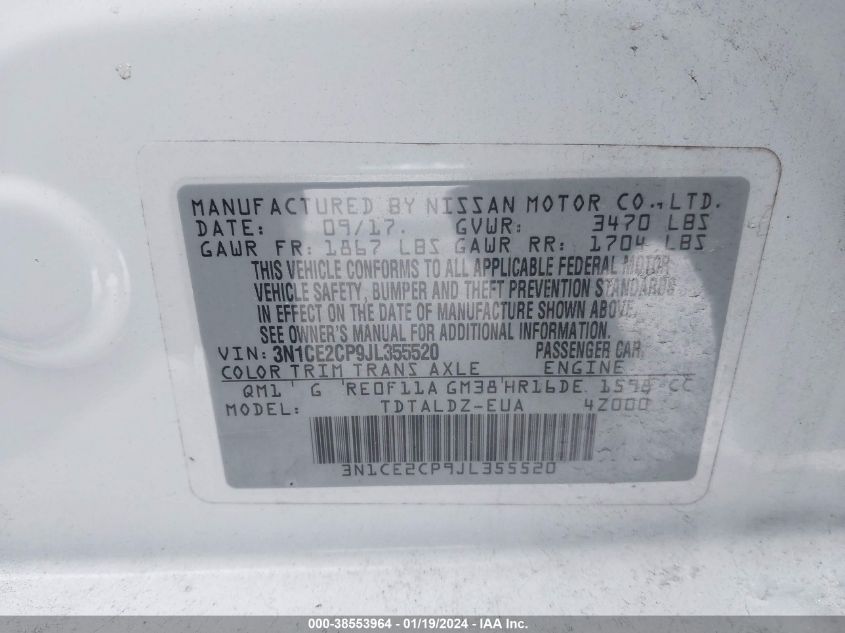 MANUFACTURED BY NISSAN MOTOR CO.,LTD.
DATE: 09/17. GVWR: 3470 LBS
GAWR FR: 1867 LBS GAWR RR: 1704 LBS
THIS VEHICLE CONFORMS TO ALL APPLICABLE FEDERAL MOTOR
VEHICLE SAFETY, BUMPER AND THEFT PREVENTION STANDARDS
IN EFFECT ON THE DATE OF MANUFACTURE SHOWN ABOVE.
SEE OWNER'S MANUAL FOR ADDITIONAL INFORMATION.
VIN: 3N1CE2CP9JL355520 PASSENGER CAR
COLOR TRIM TRANS AXLE ENGINE
QM1 G RE0F11A GM38 HR16DE 1598 CC
MODEL: TDTALDZ-EUA 4Z000
3N1CE2CP9JL355520
000-38553964 - 01/19/2024 - IAA Inc.